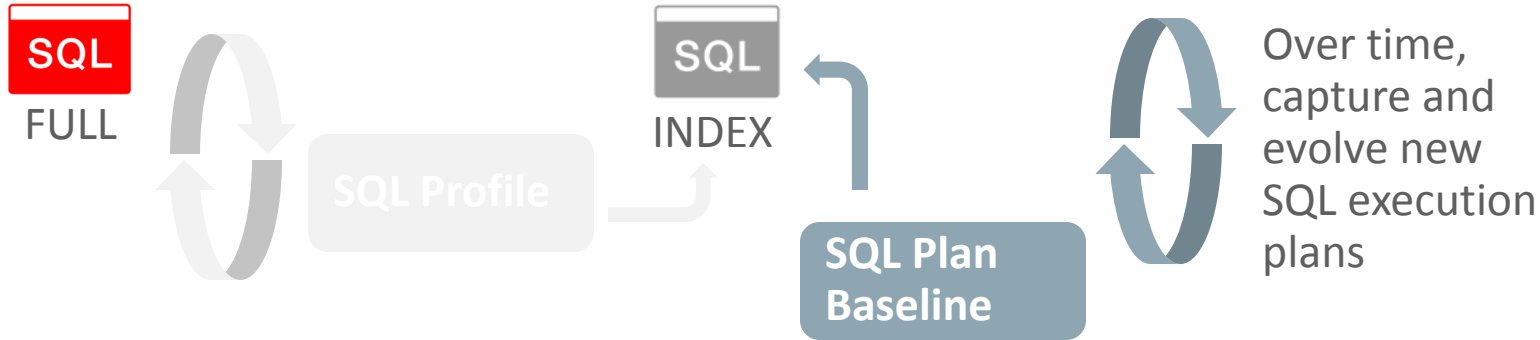 SQL
FULL
SQL Profile
SQL
INDEX
SQL Plan
Baseline
Over time,
capture and
evolve new
SQL execution
plans